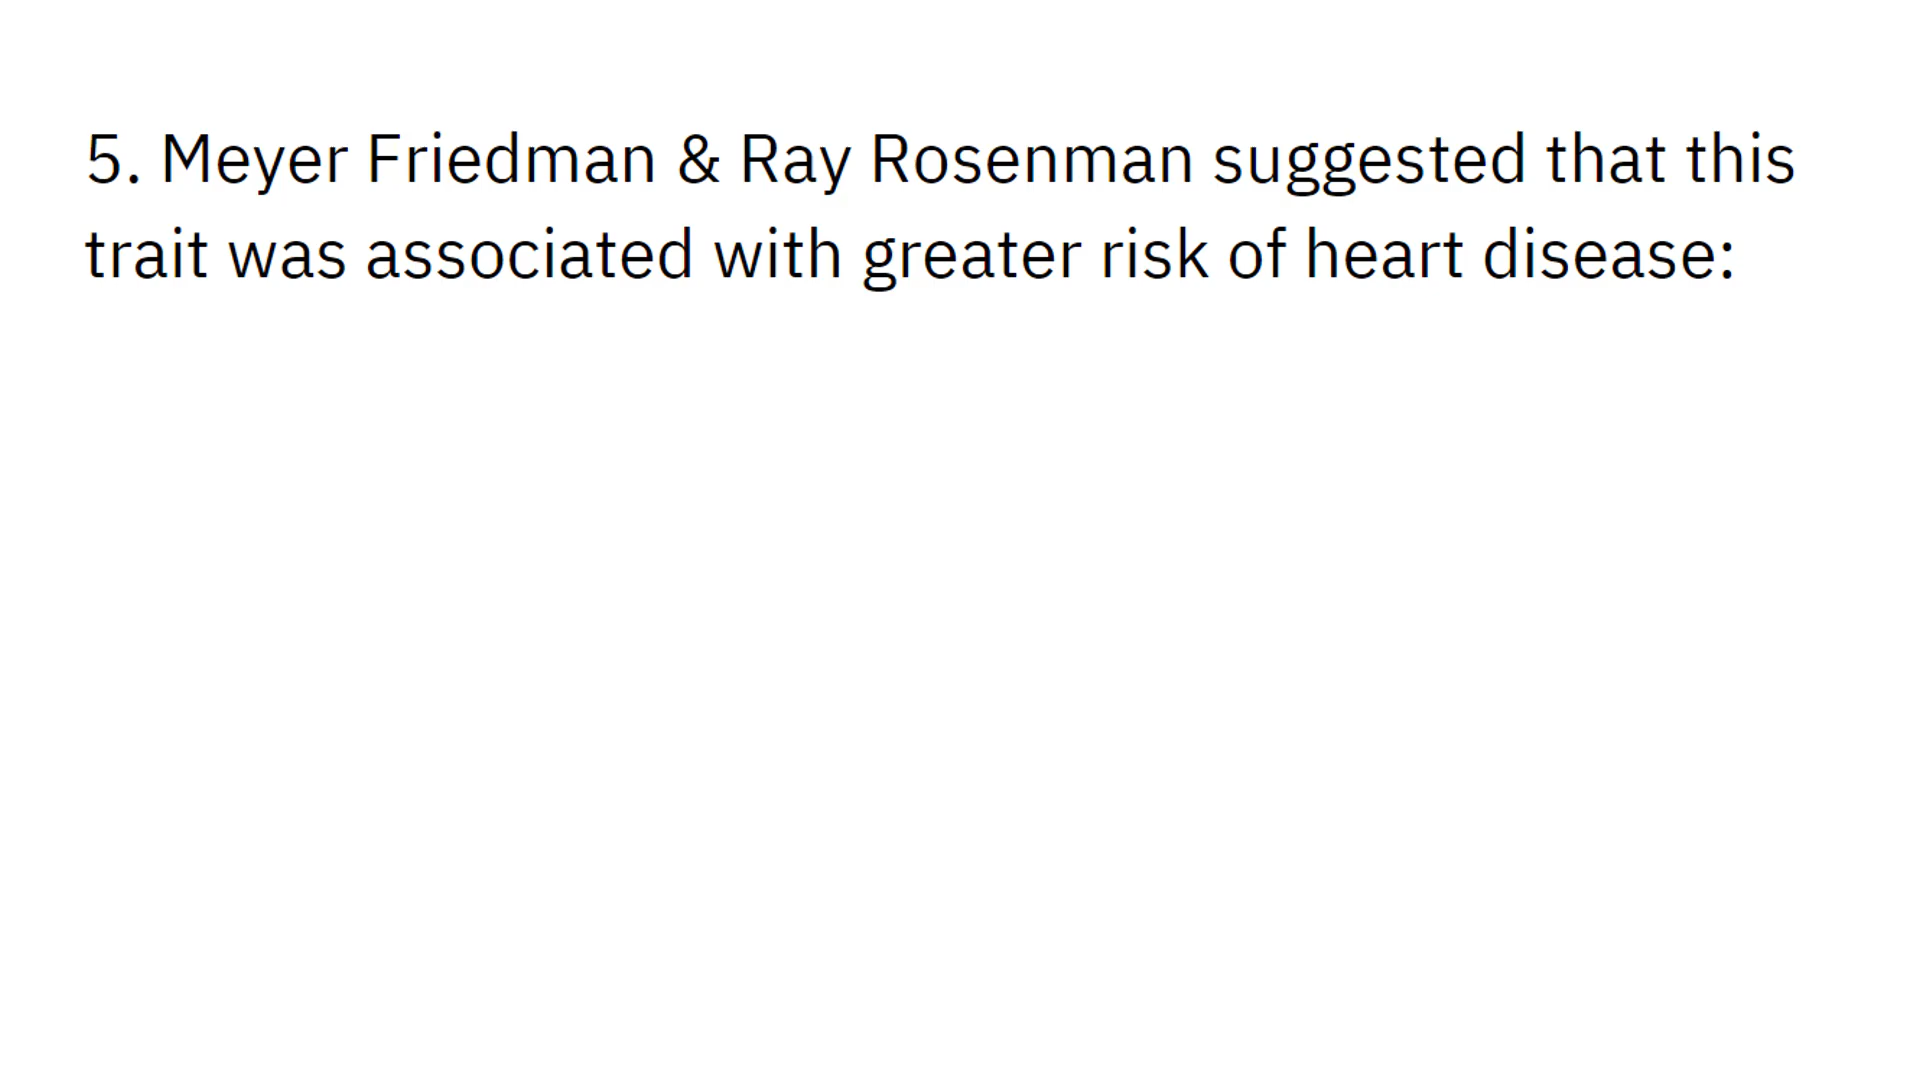 5. Meyer Friedman & Ray Rosenman suggested that this
trait was associated with greater risk of heart disease: